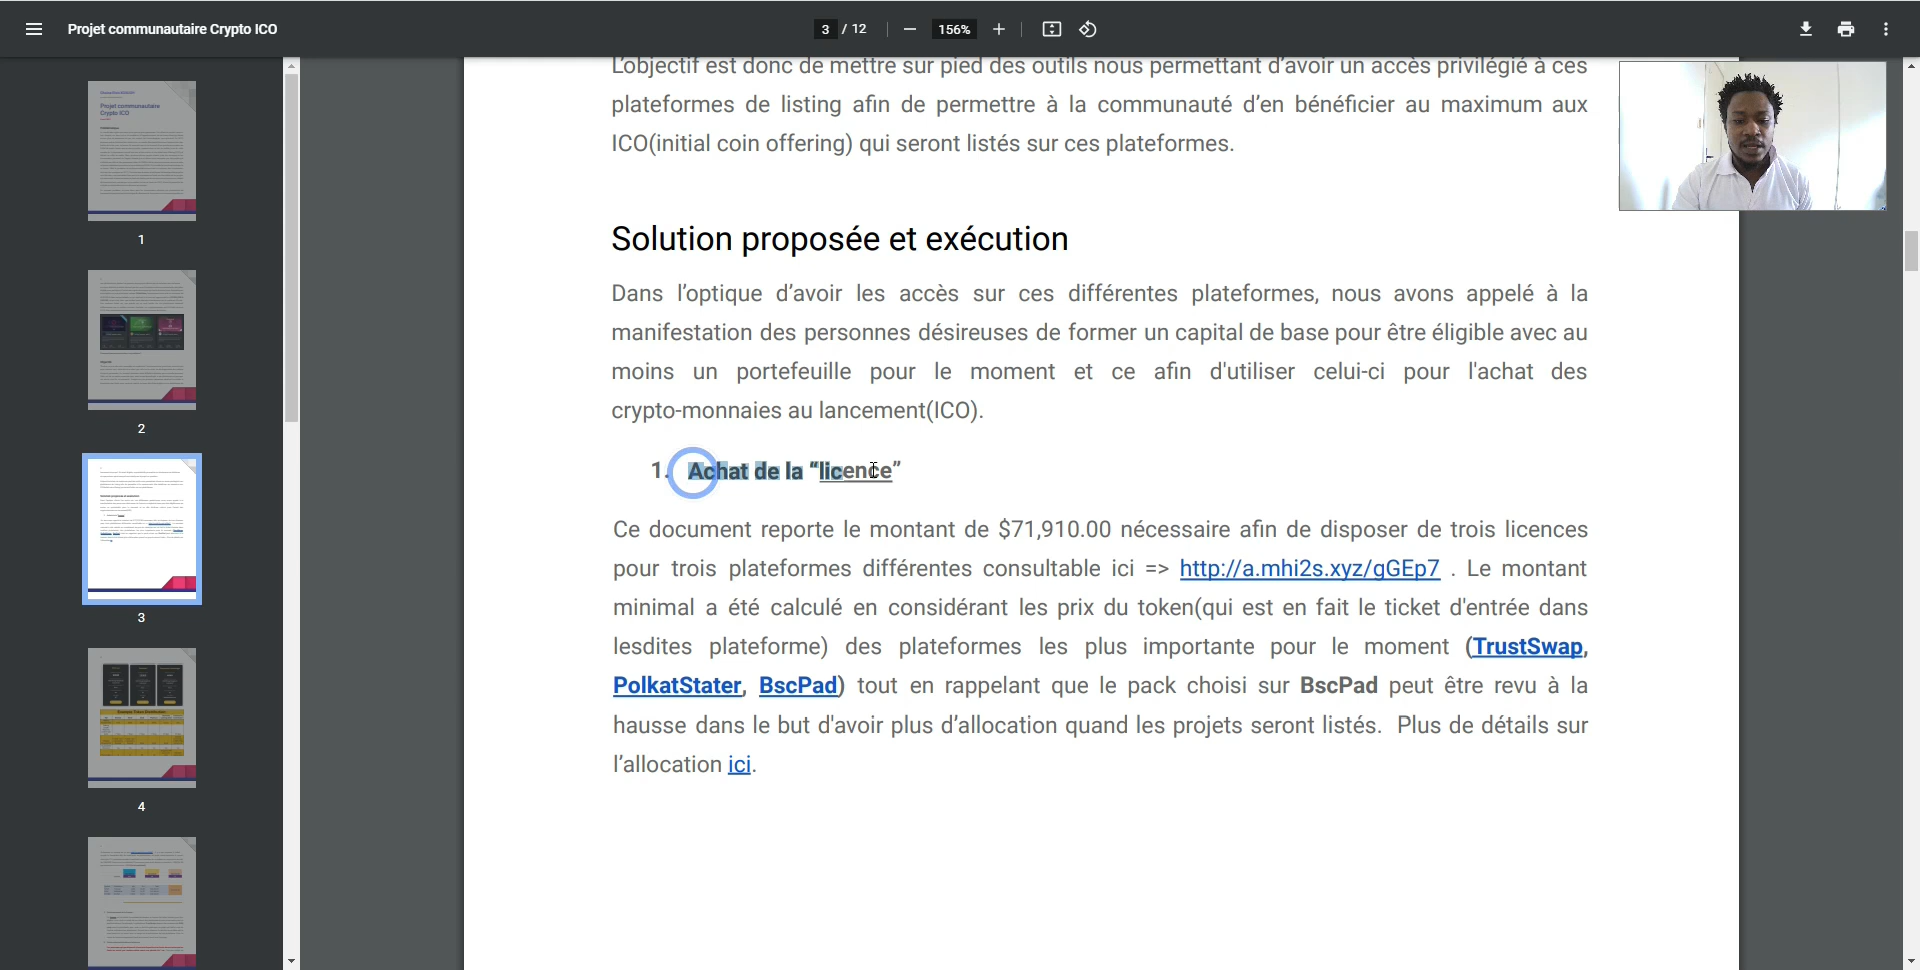 Projet communautaire Crypto ICO
3 / 12
156%
L'objectif est donc de mettre sur pied des outils nous permettant d'avoir un accès privilégié à ces
plateformes de listing afin de permettre à la communauté d'en bénéficier au maximum aux
ICO(initial coin offering) qui seront listés sur ces plateformes.
Solution proposée et exécution
Dans l'optique d'avoir les accès sur ces différentes plateformes, nous avons appelé à la
manifestation des personnes désireuses de former un capital de base pour être éligible avec au
moins un portefeuille pour le moment et ce afin d'utiliser celui-ci pour l'achat des
crypto-monnaies au lancement(ICO).
1. Achat de la “licence”
Ce document reporte le montant de $71,910.00 nécessaire afin de disposer de trois licences
pour trois plateformes différentes consultable ici => http://a.mhi2s.xyz/gGEp7 . Le montant
minimal a été calculé en considérant les prix du token(qui est en fait le ticket d'entrée dans
lesdites plateforme) des plateformes les plus importante pour le moment (TrustSwap,
PolkatStater, BscPad) tout en rappelant que le pack choisi sur BscPad peut être revu à la
hausse dans le but d'avoir plus d'allocation quand les projets seront listés. Plus de détails sur
l'allocation ici.
Projet communautaire
Crypto ICO
1
2
3
4